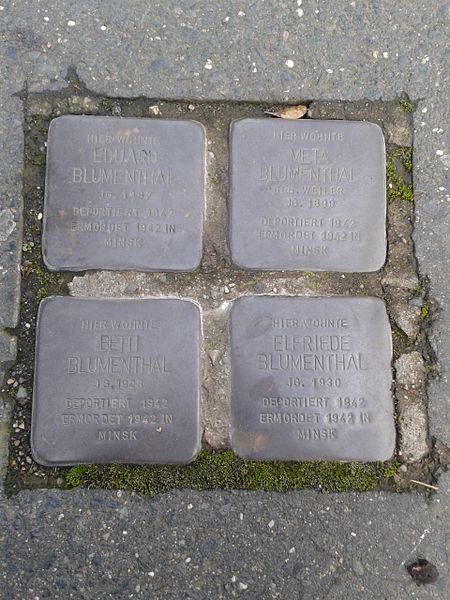 HIER WOHNTE
EDUARD
BLUMENTHAL
JG.
DEPORTIERT 1942
ERMORDET 1942 IN
MINSK
HIER WOHNTE
META
BLUMENTHAL
GEB. WEILER
JG.
DEPORTIERT 1942
ERMORDET 1942 IN
MINSK
HIER WOHNTE
BETTI
BLUMENTHAL
JG.
DEPORTIERT 1942
ERMORDET 1942 IN
MINSK
HIER WOHNTE
ELFRIEDE
BLUMENTHAL
JG. 1930
DEPORTIERT 1942
ERMORDET 1942 IN
MINSK